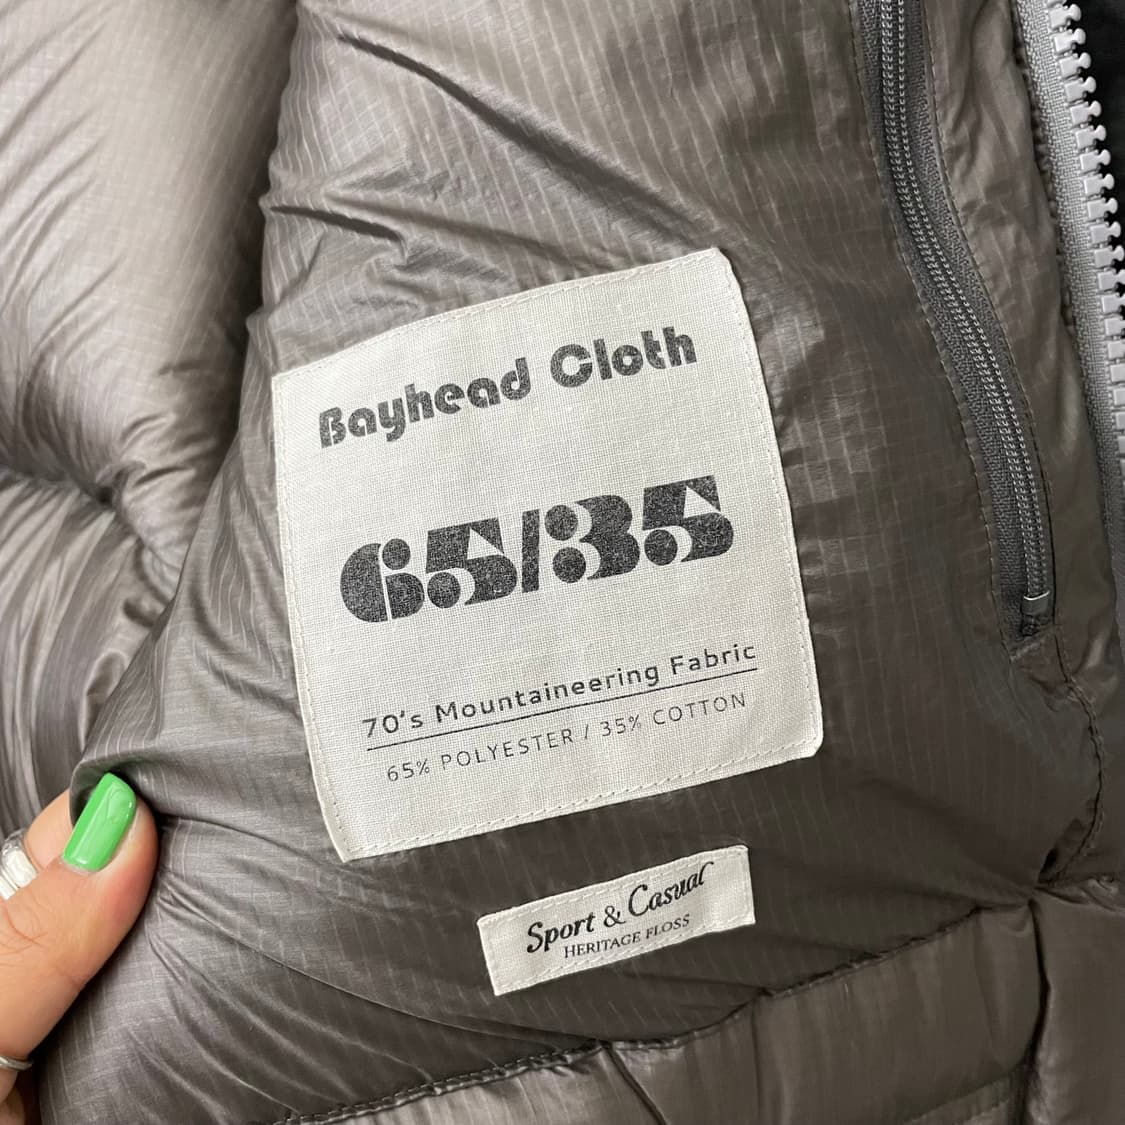 Bayhead Cloth
65/35
70's Mountaineering Fabric
65% POLYESTER / 35% COTTON
Sport & Casual
HERITAGE FLOSS